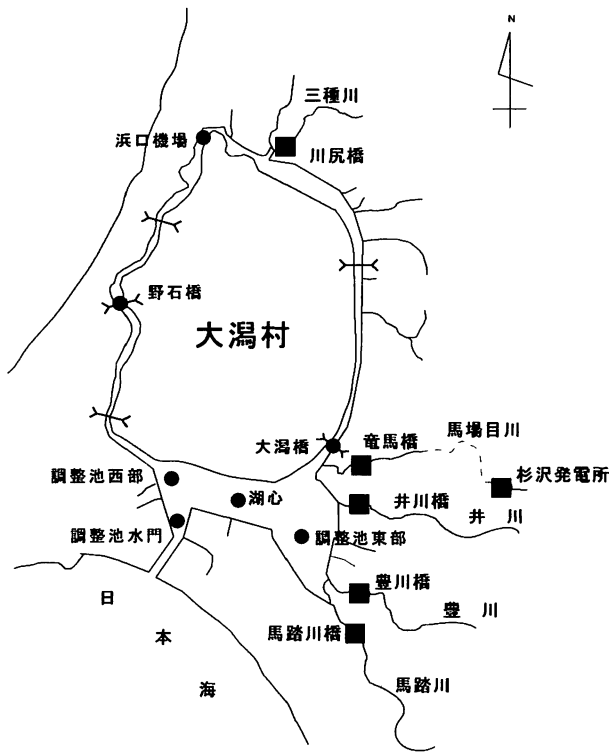 N
三種川
浜口機場
川尻橋
野石橋
大潟村
大潟橋
竜馬橋
馬場目川
杉沢発電所
調整池西部
湖心
井川橋
井 川
調整池水門
調整池東部
豊川橋
豊 川
日
本
海
馬踏川橋
馬踏川